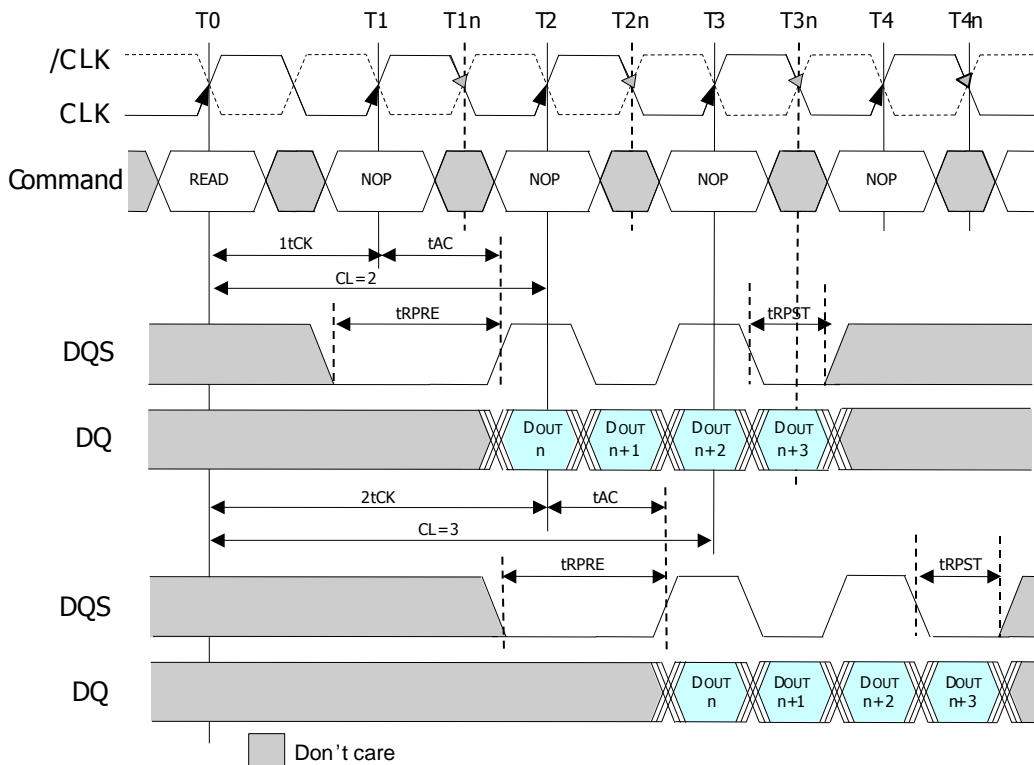 T0 T1 T1n T2 T2n T3 T3n T4 T4n
/CLK
CLK
Command READ NOP NOP NOP NOP
1tCK tAC
CL=2
tRPRE tRPST
DQS
DQ
DOUT n
DOUT n+1
DOUT n+2
DOUT n+3
2tCK tAC
CL=3
tRPRE tRPST
DQS
DQ
DOUT n
DOUT n+1
DOUT n+2
DOUT n+3
Don't care